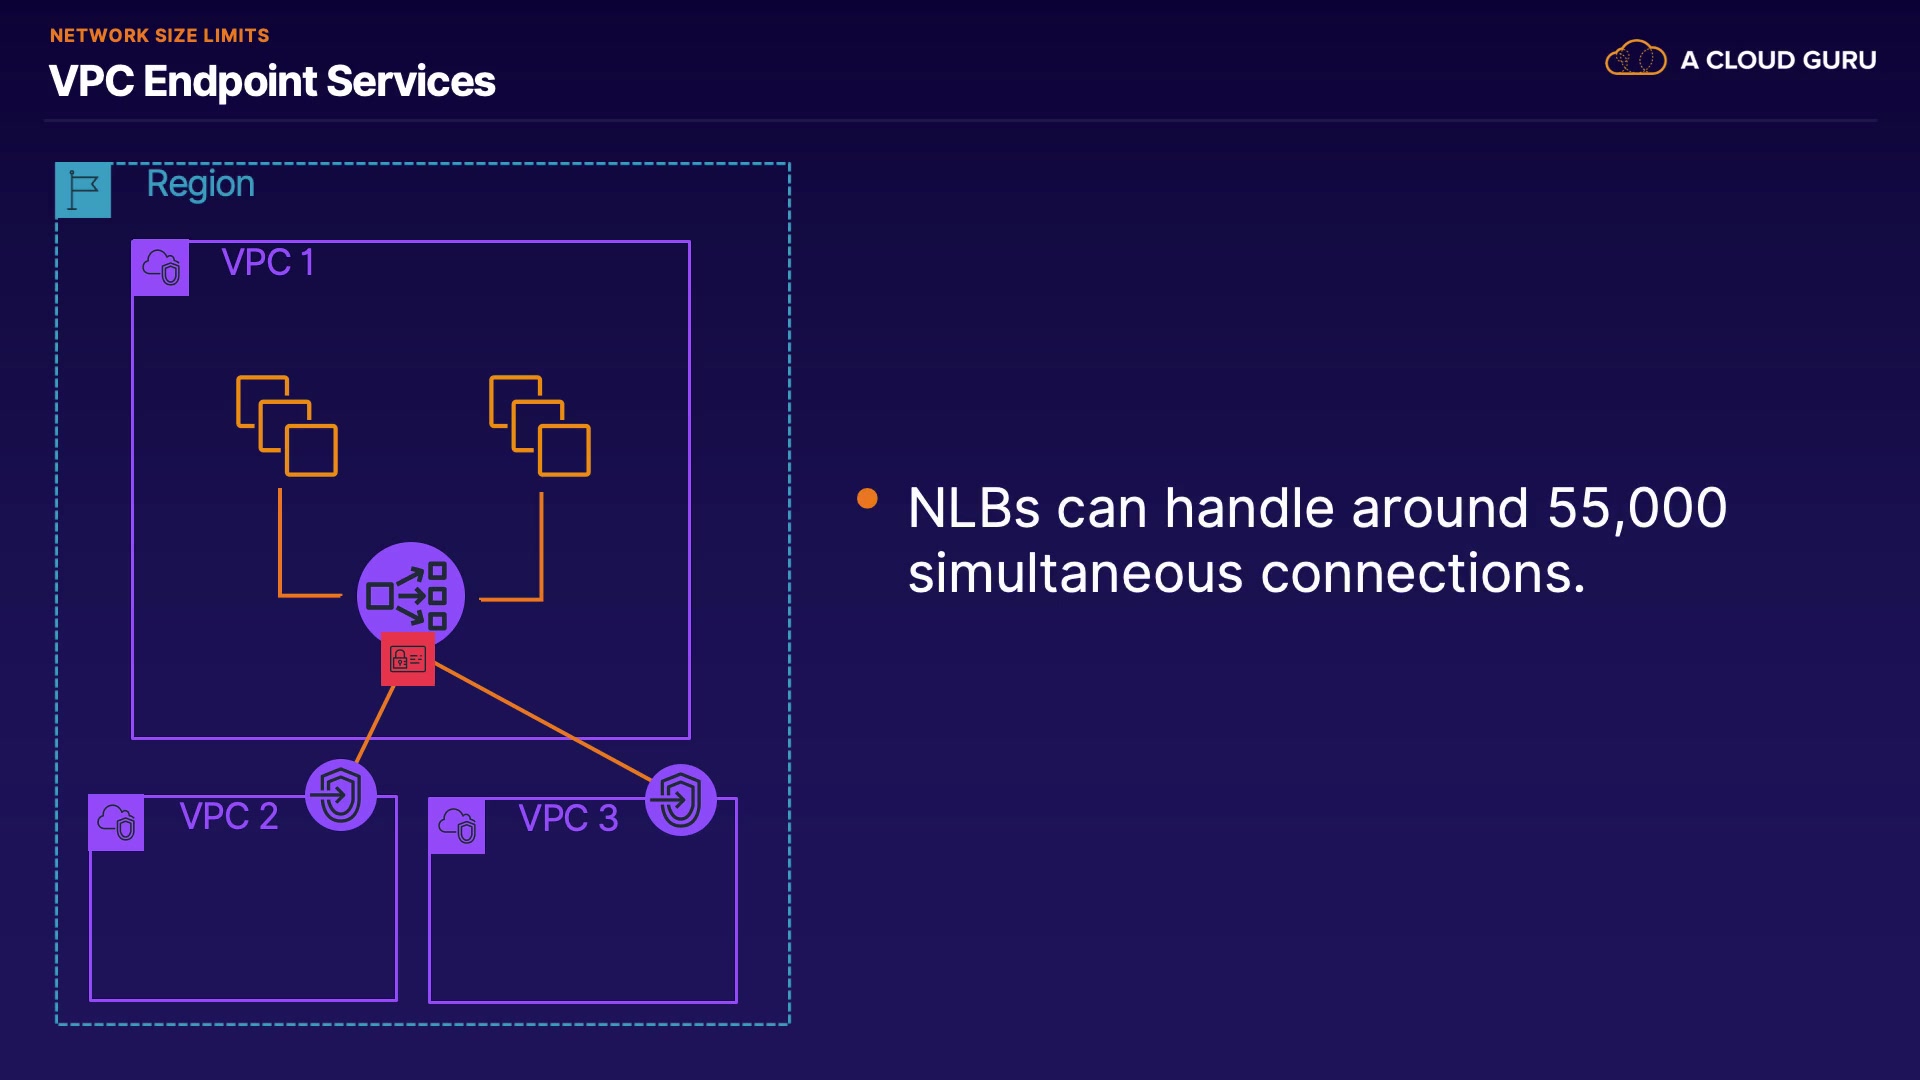 NETWORK SIZE LIMITS
VPC Endpoint Services
A CLOUD GURU
Region
VPC 1
VPC 2
VPC 3
NLBs can handle around 55,000
simultaneous connections.